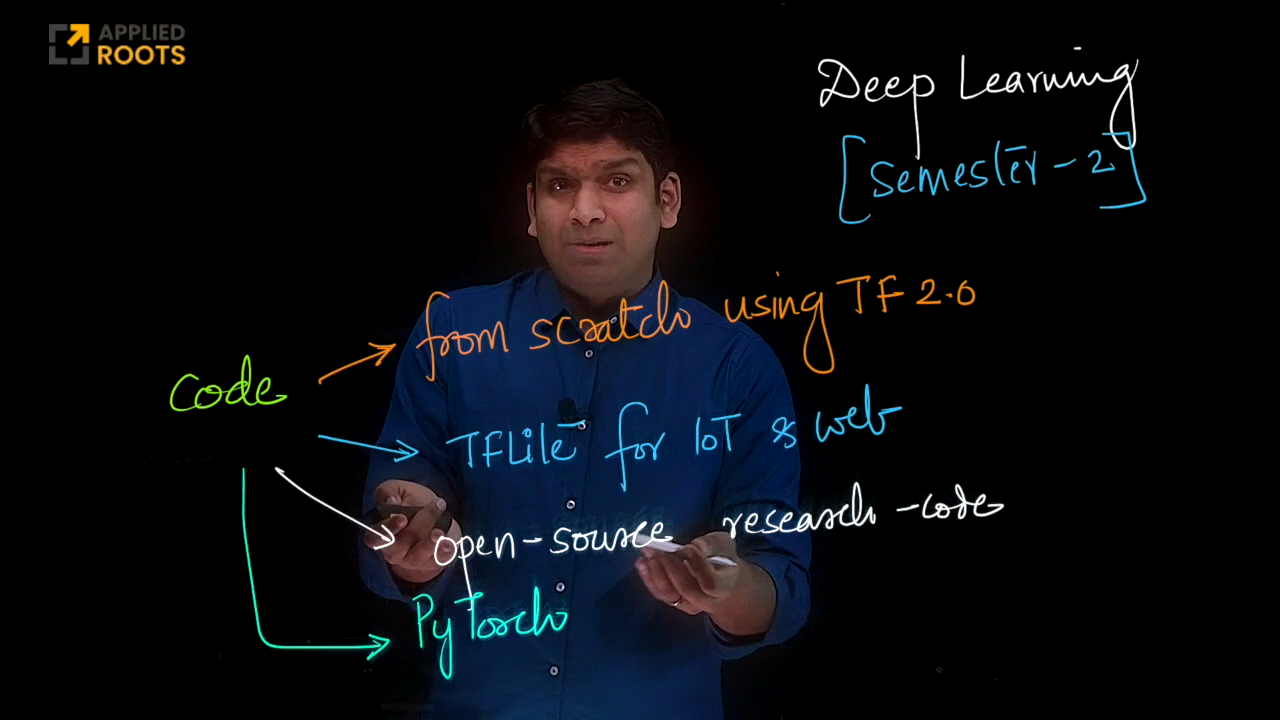 APPLIED
ROOTS
Deep Learning
[Semester-2]
code
from scratch using TF 2.0
TFLite for IoT & web
open-source research-code
PyTorch